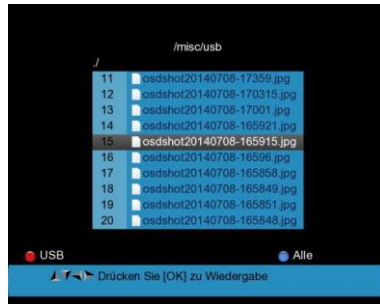 /misc/usb
./
11 osdshot20140708-17359.jpg
12 osdshot20140708-170315.jpg
13 osdshot20140708-17001.jpg
14 osdshot20140708-165921.jpg
15 osdshot20140708-165915.jpg
16 osdshot20140708-16596.jpg
17 osdshot20140708-165858.jpg
18 osdshot20140708-165849.jpg
19 osdshot20140708-165851.jpg
20 osdshot20140708-165848.jpg
USB Alle
Drücken Sie [OK] zu Wiedergabe